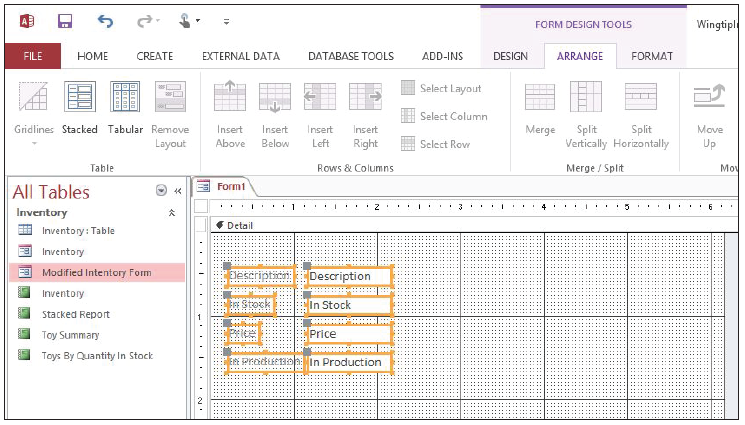 FORM DESIGN TOOLS
WingtipIn
FILE HOME CREATE EXTERNAL DATA DATABASE TOOLS ADD-INS DESIGN ARRANGE FORMAT
Gridlines Stacked Tabular Remove Layout
Insert Above Insert Below Insert Left Insert Right
Select Layout
Select Column
Select Row
Merge Split Vertically Split Horizontally
Move Up
Table Rows & Columns Merge / Split Mov
All Tables
Inventory
Inventory : Table
Inventory
Modified Intentory Form
Inventory
Stacked Report
Toy Summary
Toys By Quantity In Stock
Form1
1 2 3 4 5 6
Detail
Description Description
In Stock In Stock
1
Price Price
In Production In Production
2